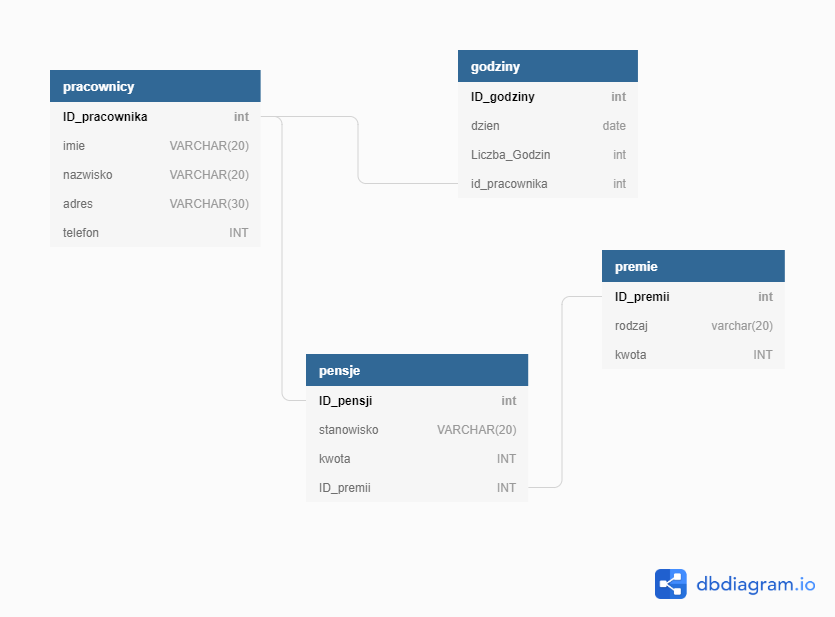 pracownicy
ID_pracownika int
imie VARCHAR(20)
nazwisko VARCHAR(20)
adres VARCHAR(30)
telefon INT
godziny
ID_godziny int
dzien date
Liczba_Godzin int
id_pracownika int
premie
ID_premii int
rodzaj varchar(20)
kwota INT
pensje
ID_pensji int
stanowisko VARCHAR(20)
kwota INT
ID_premii INT
dbdiagram.io